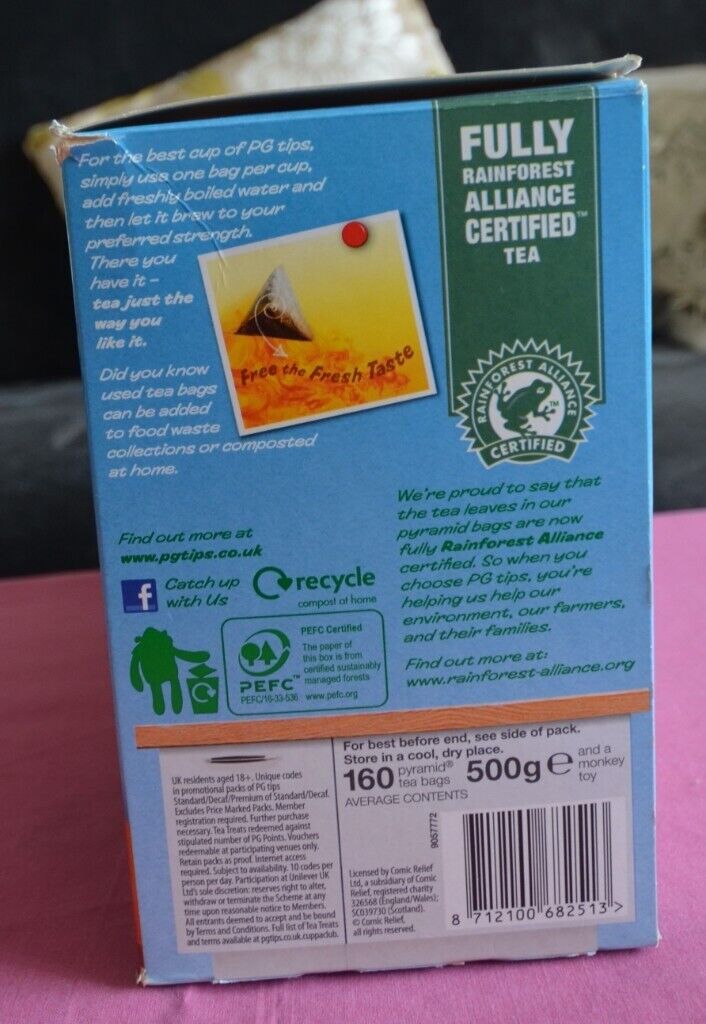 For the best cup of PG tips,
simply use one bag per cup,
add freshly boiled water and
then let it brew to your
preferred strength.
There you
have it –
tea just the
way you
like it.
Did you know
used tea bags
can be added
to food waste
collections or composted
at home.
Free the Fresh Taste
FULLY
RAINFOREST
ALLIANCE
CERTIFIED™
TEA
RAINFOREST ALLIANCE
TM
CERTIFIED
We're proud to say that
the tea leaves in our
pyramid bags are now
fully Rainforest Alliance
certified. So when you
choose PG tips, you're
helping us help our
environment, our farmers,
and their families.
Find out more at:
www.rainforest-alliance.org
Find out more at
www.pgtips.co.uk
f
Catch up
with Us
recycle
compost at home
PEFC™
PEFC/16-33-536
PEFC Certified
The paper of
this box is from
certified sustainably
managed forests
www.pefc.org
UK residents aged 18+. Unique codes
in promotional packs of PG tips
Standard/Decaf/Premium of Standard/Decaf.
Excludes Price Marked Packs. Member
registration required. Further purchase
necessary. Tea Treats redeemed against
stipulated number of PG Points. Vouchers
redeemable at participating venues only.
Retain packs as proof. Internet access
required. Subject to availability. 10 codes per
person per day. Participation at Unilever UK
Ltd's sole discretion: reserves right to alter,
withdraw or terminate the Scheme at any
time upon reasonable notice to Members.
All entrants deemed to accept and be bound
by Terms and Conditions. Full list of Tea Treats
and terms available at pgtips.co.uk.cuppaclub.
For best before end, see side of pack.
Store in a cool, dry place.
160 pyramid® tea bags 500g ℮ and a monkey toy
AVERAGE CONTENTS
9057772
Licensed by Comic Relief
Ltd, a subsidiary of Comic
Relief, registered charity
326568 (England/Wales);
SC039730 (Scotland).
© Comic Relief,
all rights reserved.
8 712100 682513 >